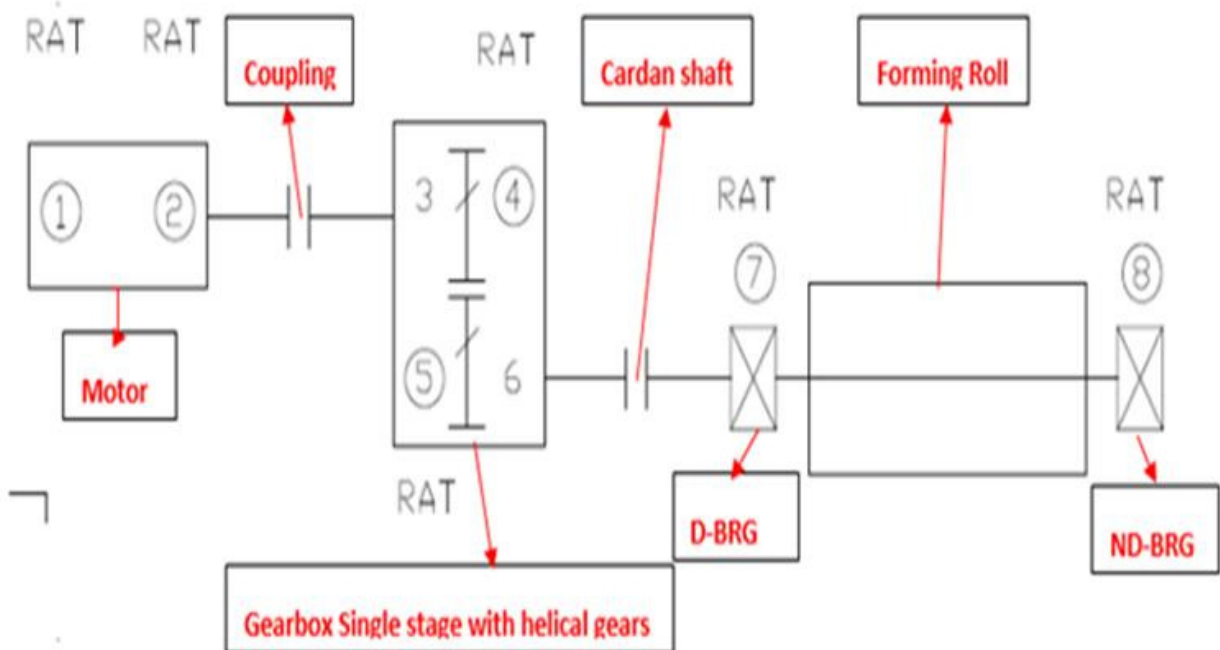 RAT RAT
Coupling
RAT
Cardan shaft
Forming Roll
1 2
3 4
RAT
RAT
7
8
Motor
5 6
RAT
D-BRG
ND-BRG
Gearbox Single stage with helical gears